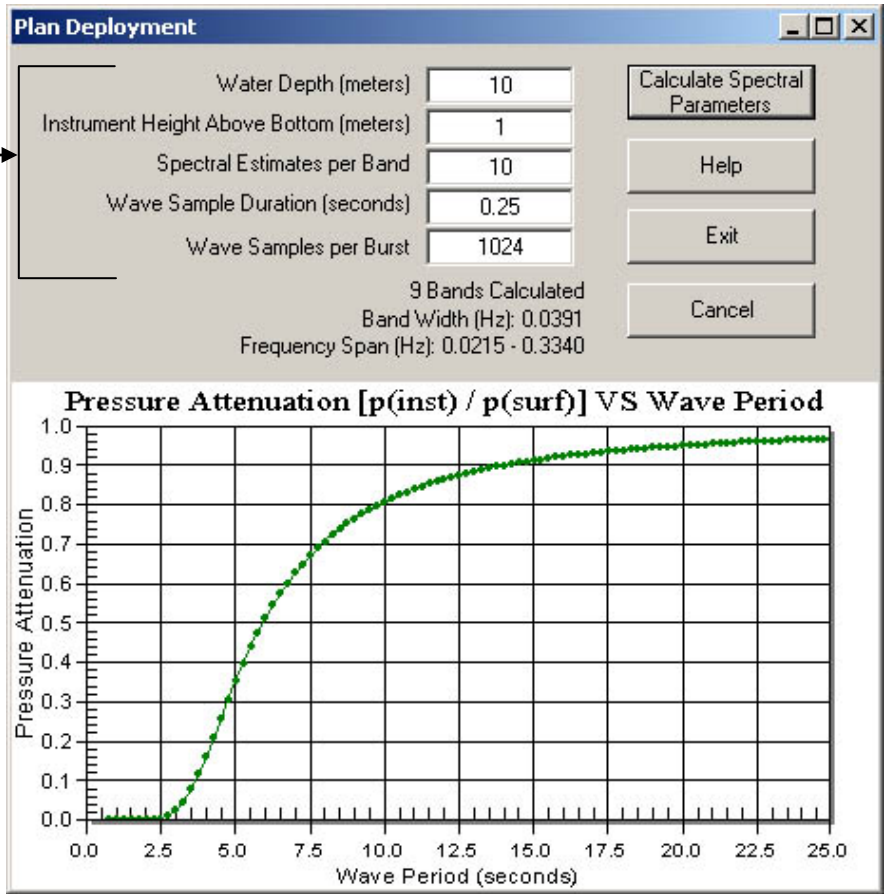 Plan Deployment
Water Depth (meters) 10
Instrument Height Above Bottom (meters) 1
Spectral Estimates per Band 10
Wave Sample Duration (seconds) 0.25
Wave Samples per Burst 1024
Calculate Spectral
Parameters
Help
Exit
Cancel
9 Bands Calculated
Band Width (Hz): 0.0391
Frequency Span (Hz): 0.0215 - 0.3340
Pressure Attenuation [p(inst) / p(surf)] VS Wave Period
Pressure Attenuation
1.0
0.9
0.8
0.7
0.6
0.5
0.4
0.3
0.2
0.1
0.0
0.0 2.5 5.0 7.5 10.0 12.5 15.0 17.5 20.0 22.5 25.0
Wave Period (seconds)